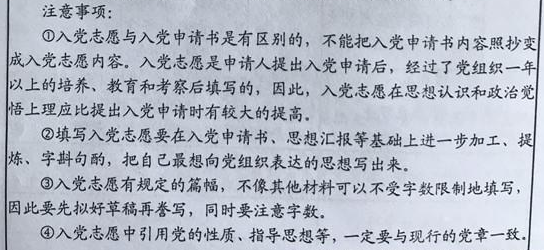 注意事项：
①入党志愿与入党申请书是有区别的，不能把入党申请书内容照抄变
成入党志愿内容。入党志愿是申请人提出入党申请后，经过了党组织一年
以上的培养、教育和考察后填写的，因此，入党志愿在思想认识和政治觉
悟上理应比提出入党申请时有较大的提高。
②填写入党志愿要在入党申请书、思想汇报等基础上进一步加工、提
炼、字斟句酌，把自己最想向党组织表达的思想写出来。
③入党志愿有规定的篇幅，不像其他材料可以不受字数限制地填写，
因此要先拟好草稿再誊写，同时要注意字数。
④入党志愿中引用党的性质、指导思想等，一定要与现行的党章一致。